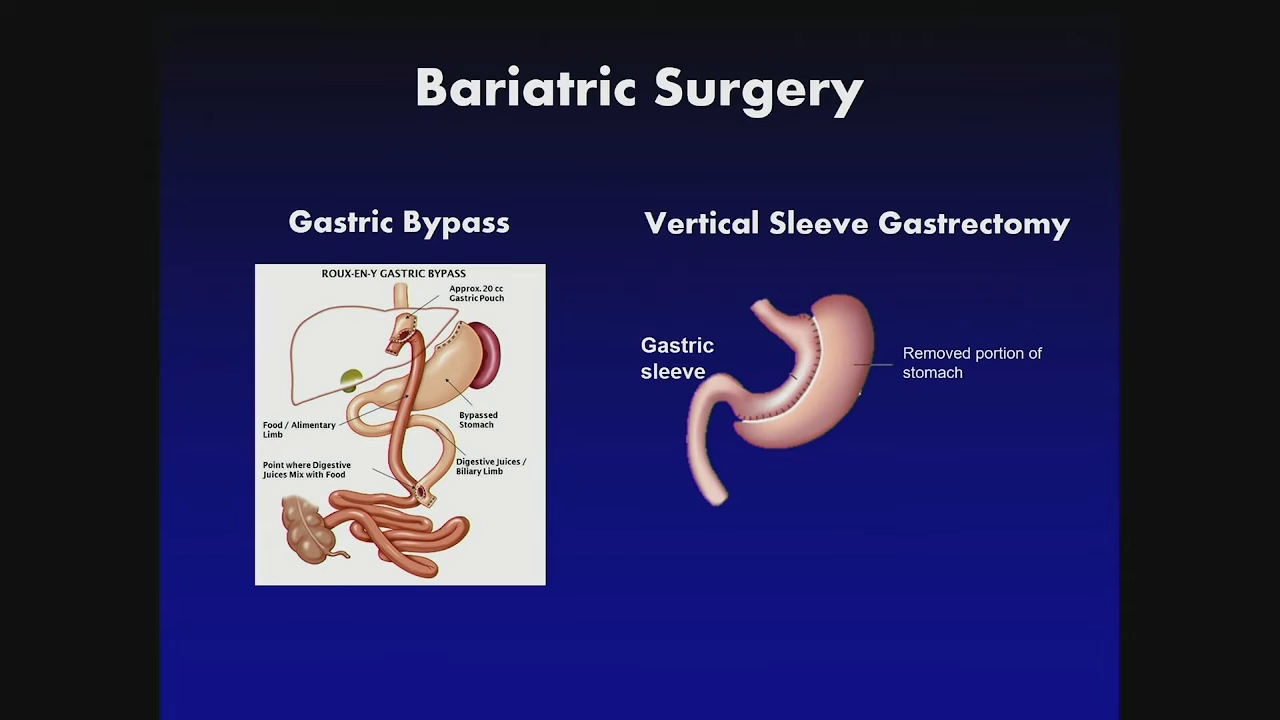 Bariatric Surgery
Gastric Bypass
Vertical Sleeve Gastrectomy
ROUX-EN-Y GASTRIC BYPASS
Approx. 20 cc
Gastric Pouch
Food / Alimentary
Limb
Bypassed
Stomach
Point where Digestive
Juices Mix with Food
Digestive Juices /
Biliary Limb
Gastric
sleeve
Removed portion of
stomach